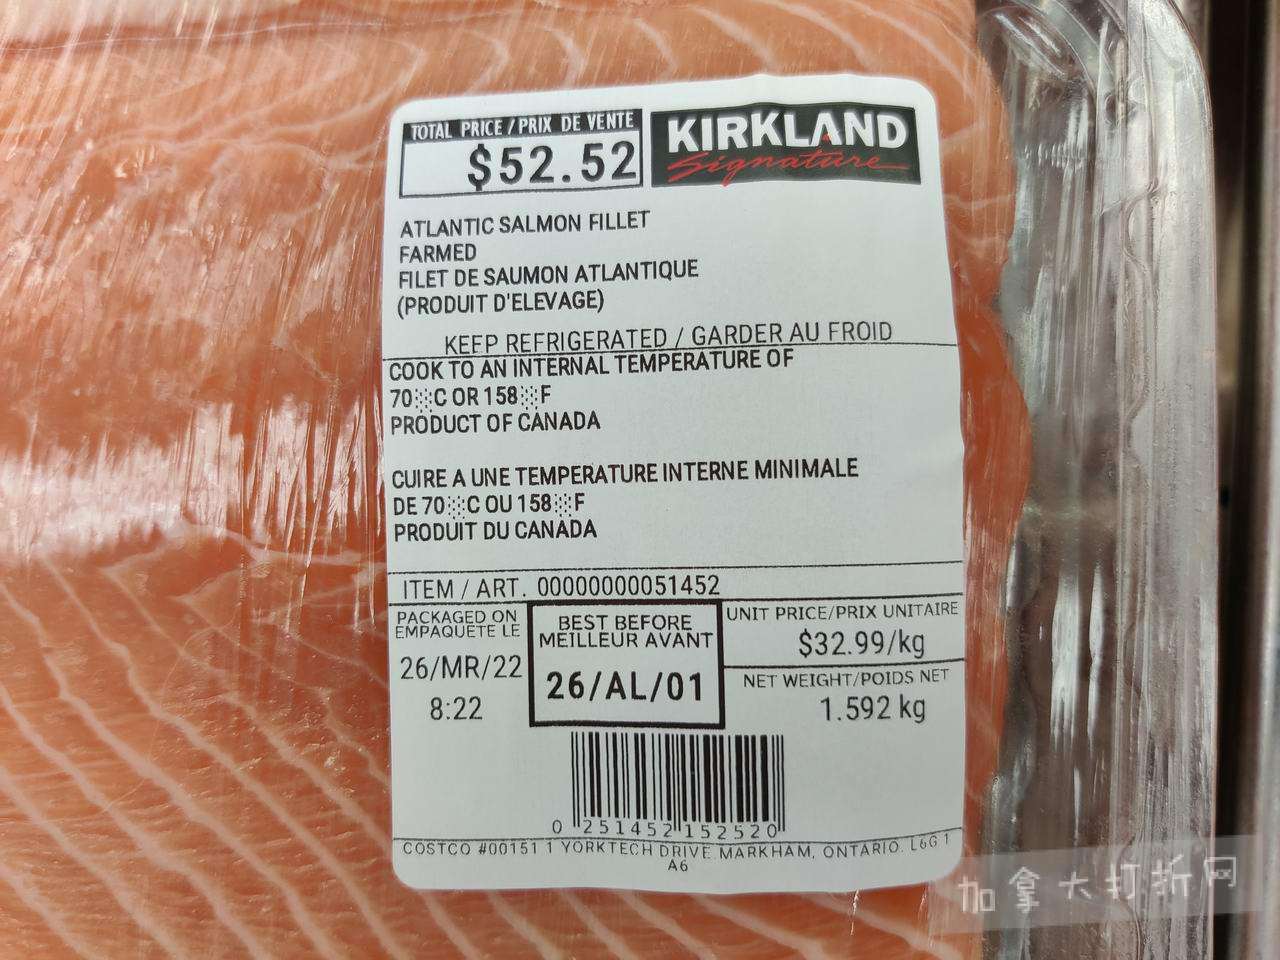 TOTAL PRICE/PRIX DE VENTE
$52.52
KIRKLAND
Signature
ATLANTIC SALMON FILLET
FARMED
FILET DE SAUMON ATLANTIQUE
(PRODUIT D'ELEVAGE)
KEEP REFRIGERATED / GARDER AU FROID
COOK TO AN INTERNAL TEMPERATURE OF
70░C OR 158░F
PRODUCT OF CANADA
CUIRE A UNE TEMPERATURE INTERNE MINIMALE
DE 70░C OU 158░F
PRODUIT DU CANADA
ITEM / ART. 00000000051452
PACKAGED ON
EMPAQUETE LE
26/MR/22
8:22
BEST BEFORE
MEILLEUR AVANT
26/AL/01
UNIT PRICE/PRIX UNITAIRE
$32.99/kg
NET WEIGHT/POIDS NET
1.592 kg
0 251452 152520
COSTCO #00151 1 YORKTECH DRIVE MARKHAM, ONTARIO. L6G 1
A6
加拿大打折网